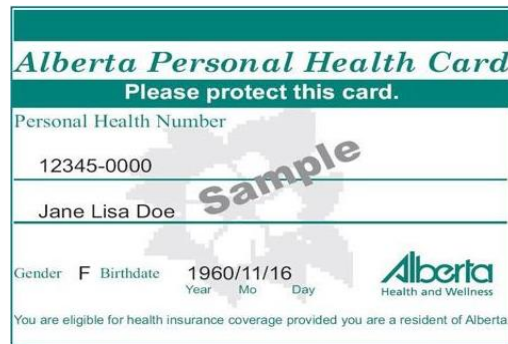 Alberta Personal Health Card
Please protect this card.
Personal Health Number
12345-0000
Sample
Jane Lisa Doe
Gender F Birthdate 1960/11/16
Year Mo Day
Alberta
Health and Wellness
You are eligible for health insurance coverage provided you are a resident of Alberta